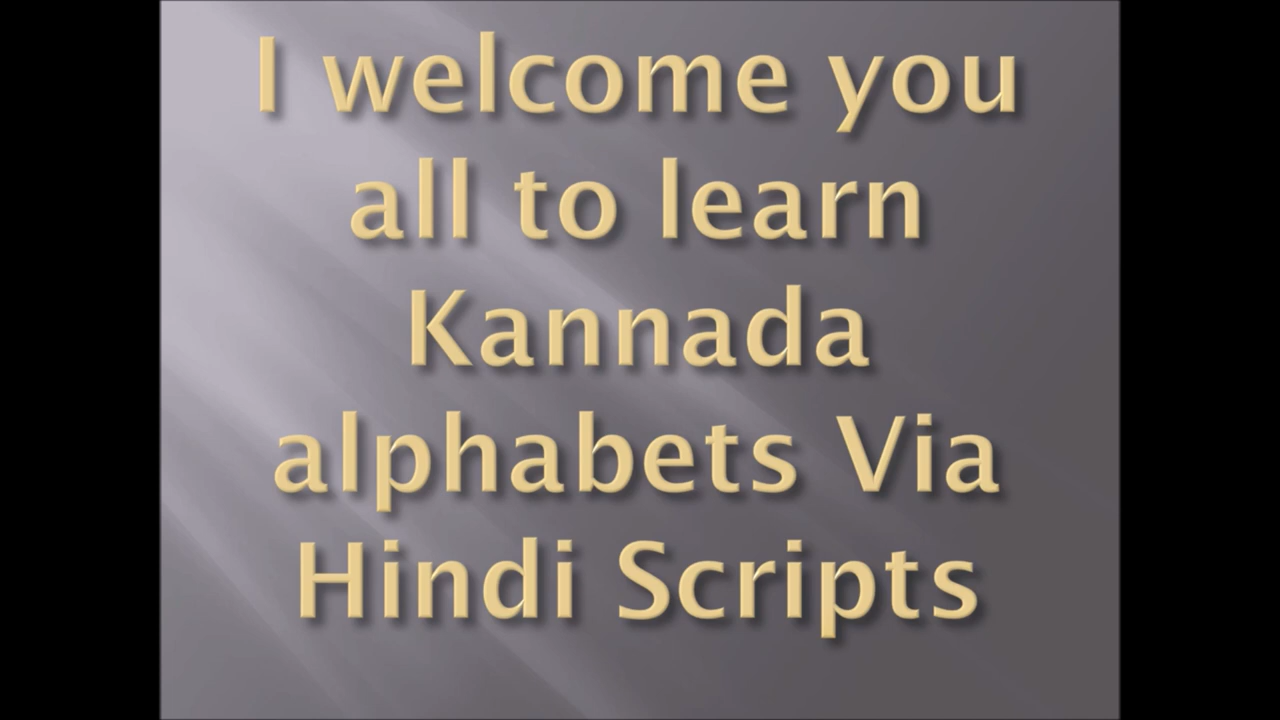 I welcome you
all to learn
Kannada
alphabets Via
Hindi Scripts